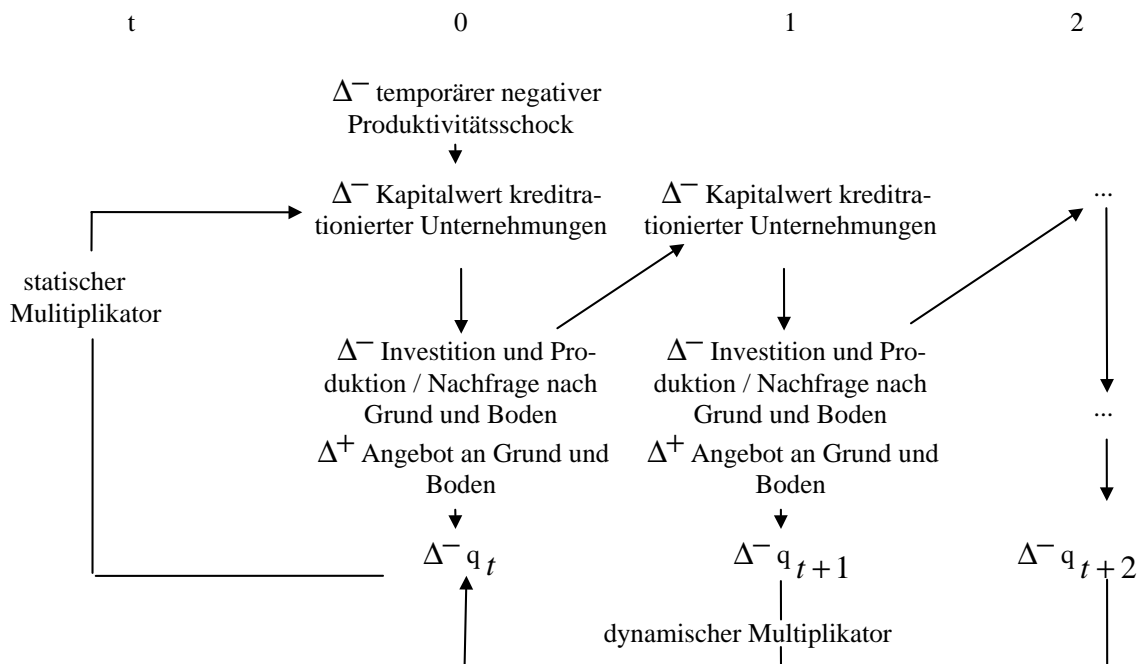 t 0 1 2
Δ⁻ temporärer negativer
Produktivitätsschock
Δ⁻ Kapitalwert kreditra-
tionierter Unternehmungen
Δ⁻ Kapitalwert kreditra-
tionierter Unternehmungen
...
statischer
Mulitiplikator
Δ⁻ Investition und Pro-
duktion / Nachfrage nach
Grund und Boden
Δ⁺ Angebot an Grund und
Boden
Δ⁻ Investition und Pro-
duktion / Nachfrage nach
Grund und Boden
Δ⁺ Angebot an Grund und
Boden
...
Δ⁻ q t
Δ⁻ q t + 1
Δ⁻ q t + 2
dynamischer Multiplikator